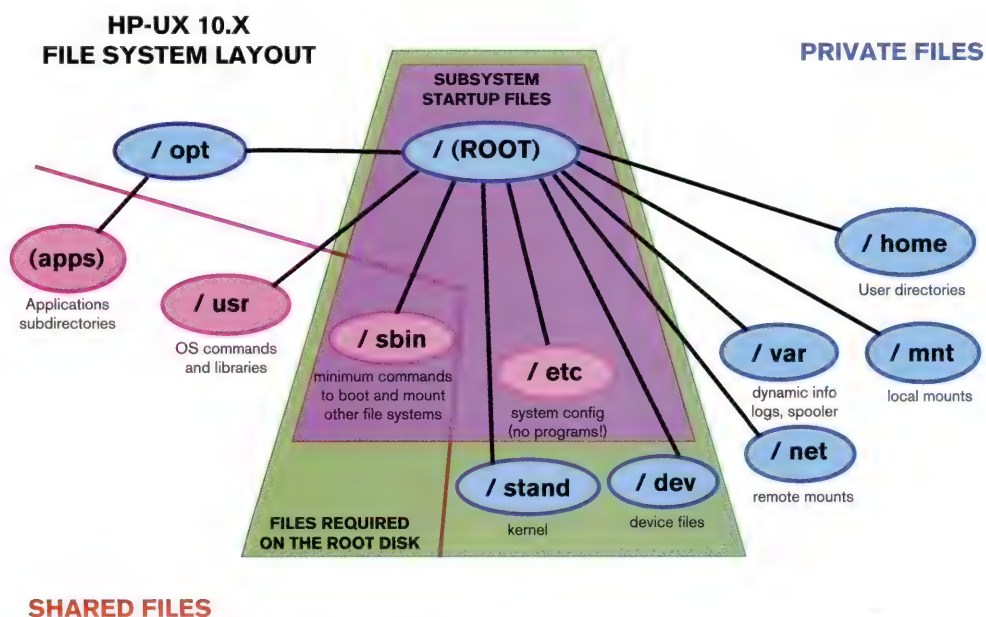 HP-UX 10.X
FILE SYSTEM LAYOUT
PRIVATE FILES
SUBSYSTEM
STARTUP FILES
/ opt
/ (ROOT)
(apps)
Applications
subdirectories
/ usr
OS commands
and libraries
/ sbin
minimum commands
to boot and mount
other file systems
/ etc
system config
(no programs!)
/ home
User directories
/ var
dynamic info
logs, spooler
/ mnt
local mounts
/ net
remote mounts
/ stand
kernel
/ dev
device files
FILES REQUIRED
ON THE ROOT DISK
SHARED FILES